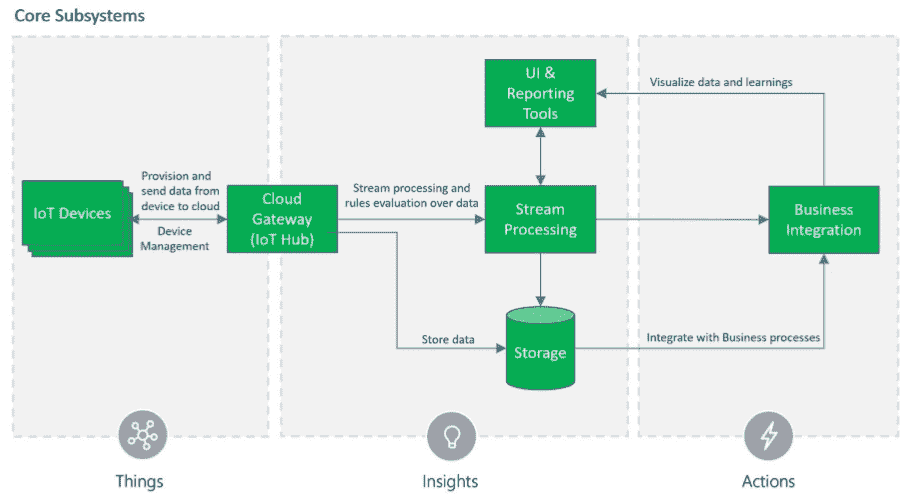 Core Subsystems
UI &
Reporting
Tools
Visualize data and learnings
Provision and
send data from
device to cloud
Device
Management
IoT Devices
Cloud
Gateway
(IoT Hub)
Stream processing and
rules evaluation over data
Stream
Processing
Business
Integration
Store data
Storage
Integrate with Business processes
Things
Insights
Actions